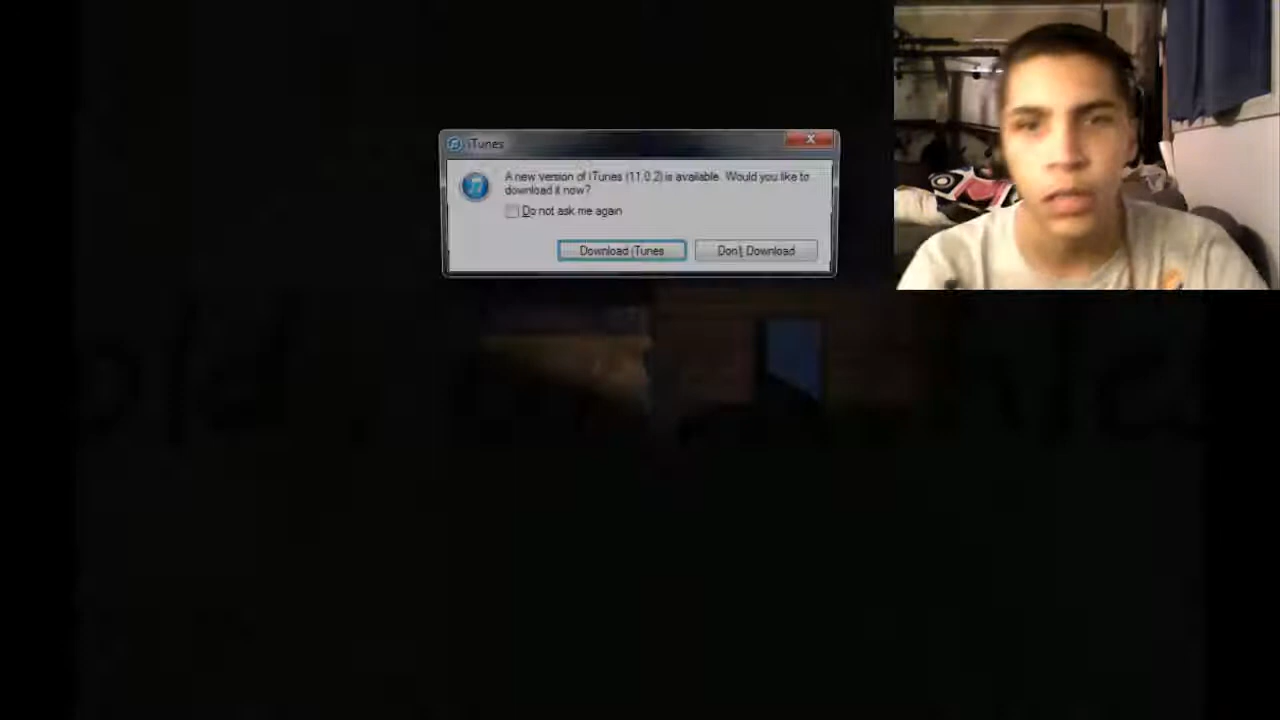 iTunes
A new version of iTunes (11.0.2) is available. Would you like to
download it now?
Do not ask me again
Download iTunes
Don't Download